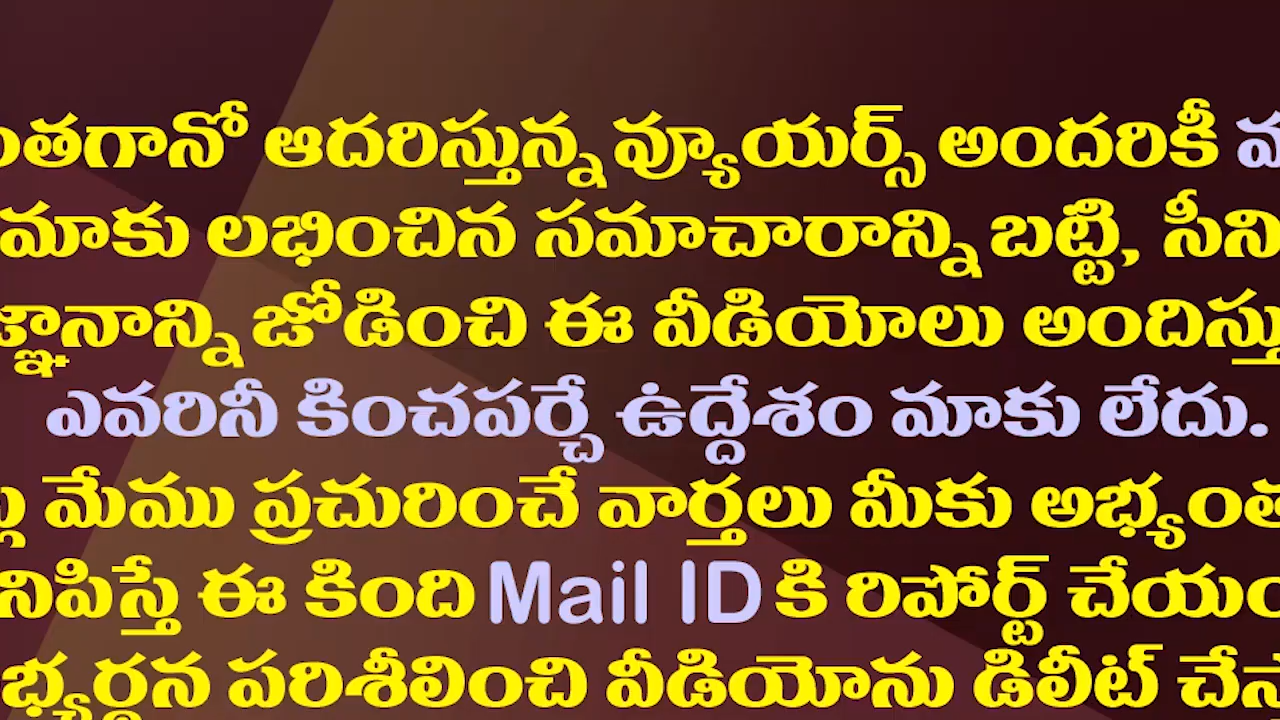 ంతగానో ఆదరిస్తున్న వ్యూయర్స్ అందరికీ
మాకు లభించిన సమాచారాన్ని బట్టి, సీని
జ్ఞానాన్ని జోడించి ఈ వీడియోలు అందిస్తు
ఎవరినీ కించపర్చే ఉద్దేశం మాకు లేదు.
మేము ప్రచురించే వార్తలు మీకు అభ్యంత
నిపిస్తే ఈ కింది Mail ID కి రిపోర్ట్ చేయం
భ్యర్థన పరిశీలించి వీడియోను డిలీట్ చేస